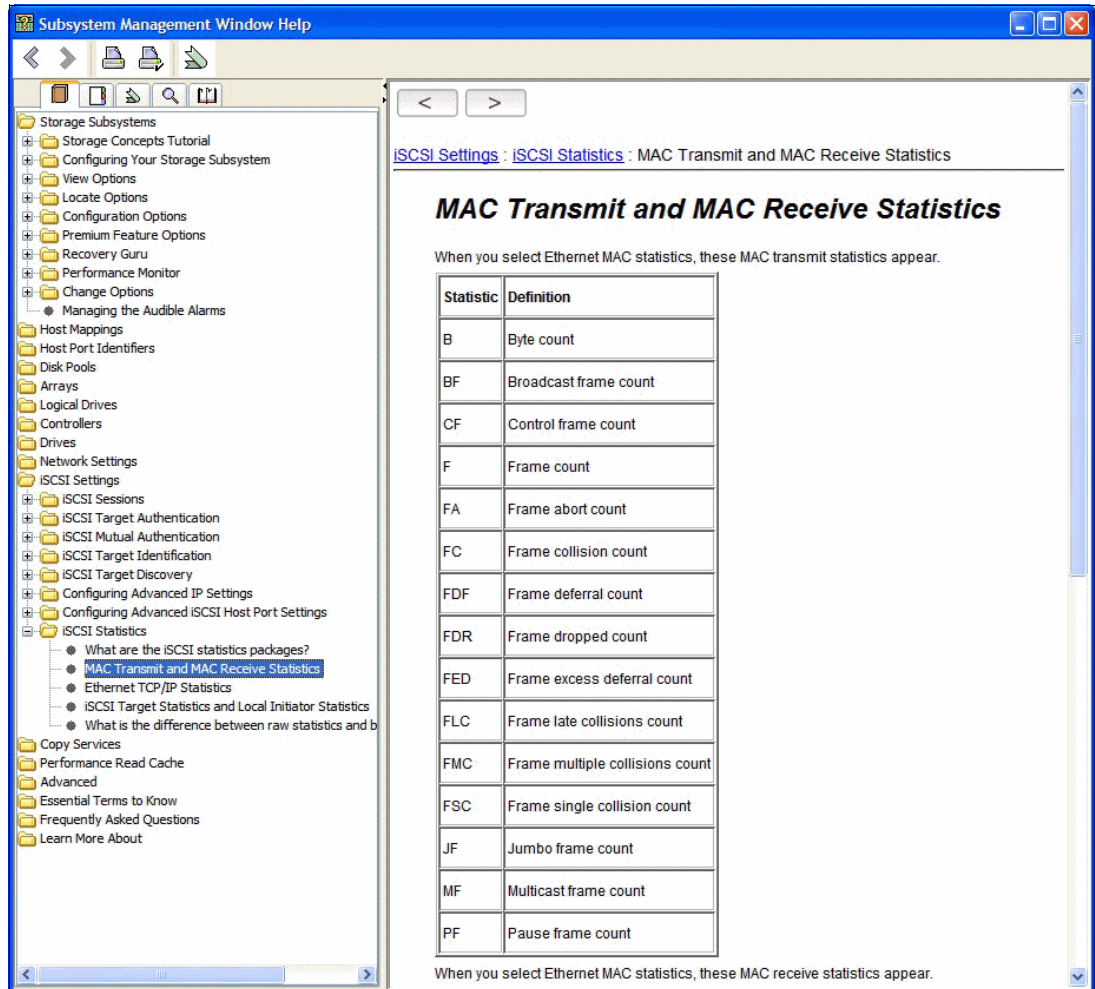 Subsystem Management Window Help
Storage Subsystems
Storage Concepts Tutorial
Configuring Your Storage Subsystem
View Options
Locate Options
Configuration Options
Premium Feature Options
Recovery Guru
Performance Monitor
Change Options
Managing the Audible Alarms
Host Mappings
Host Port Identifiers
Disk Pools
Arrays
Logical Drives
Controllers
Drives
Network Settings
iSCSI Settings
iSCSI Sessions
iSCSI Target Authentication
iSCSI Mutual Authentication
iSCSI Target Identification
iSCSI Target Discovery
Configuring Advanced IP Settings
Configuring Advanced iSCSI Host Port Settings
iSCSI Statistics
What are the iSCSI statistics packages?
MAC Transmit and MAC Receive Statistics
Ethernet TCP/IP Statistics
iSCSI Target Statistics and Local Initiator Statistics
What is the difference between raw statistics and b
Copy Services
Performance Read Cache
Advanced
Essential Terms to Know
Frequently Asked Questions
Learn More About
< >
iSCSI Settings : iSCSI Statistics : MAC Transmit and MAC Receive Statistics
MAC Transmit and MAC Receive Statistics
When you select Ethernet MAC statistics, these MAC transmit statistics appear.
Statistic Definition
B Byte count
BF Broadcast frame count
CF Control frame count
F Frame count
FA Frame abort count
FC Frame collision count
FDF Frame deferral count
FDR Frame dropped count
FED Frame excess deferral count
FLC Frame late collisions count
FMC Frame multiple collisions count
FSC Frame single collision count
JF Jumbo frame count
MF Multicast frame count
PF Pause frame count
When you select Ethernet MAC statistics, these MAC receive statistics appear.